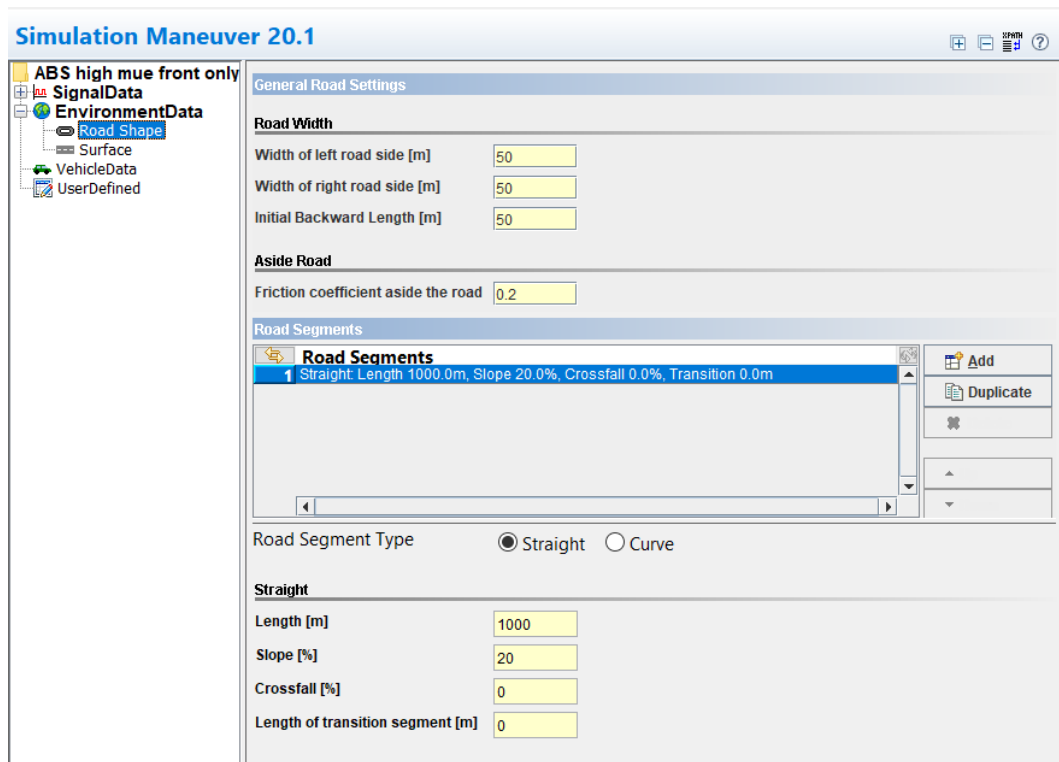 Simulation Maneuver 20.1
XPATH
ABS high mue front only
SignalData
EnvironmentData
Road Shape
Surface
VehicleData
UserDefined
General Road Settings
Road Width
Width of left road side [m] 50
Width of right road side [m] 50
Initial Backward Length [m] 50
Aside Road
Friction coefficient aside the road 0.2
Road Segments
Road Segments
1 Straight: Length 1000.0m, Slope 20.0%, Crossfall 0.0%, Transition 0.0m
Add
Duplicate
Road Segment Type Straight Curve
Straight
Length [m] 1000
Slope [%] 20
Crossfall [%] 0
Length of transition segment [m] 0